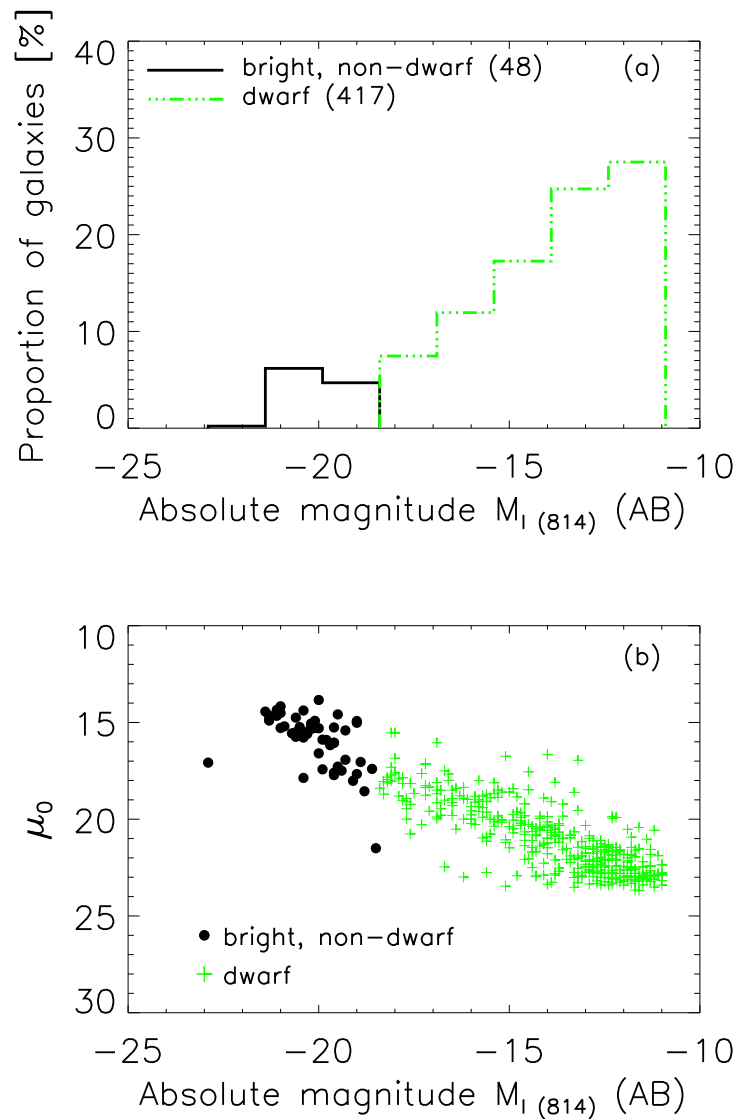 40
30
20
10
0
Proportion of galaxies [%]
bright, non-dwarf (48)
dwarf (417)
(a)
-25 -20 -15 -10
Absolute magnitude M_I (814) (AB)
10
15
20
25
30
μ₀
(b)
bright, non-dwarf
dwarf
-25 -20 -15 -10
Absolute magnitude M_I (814) (AB)